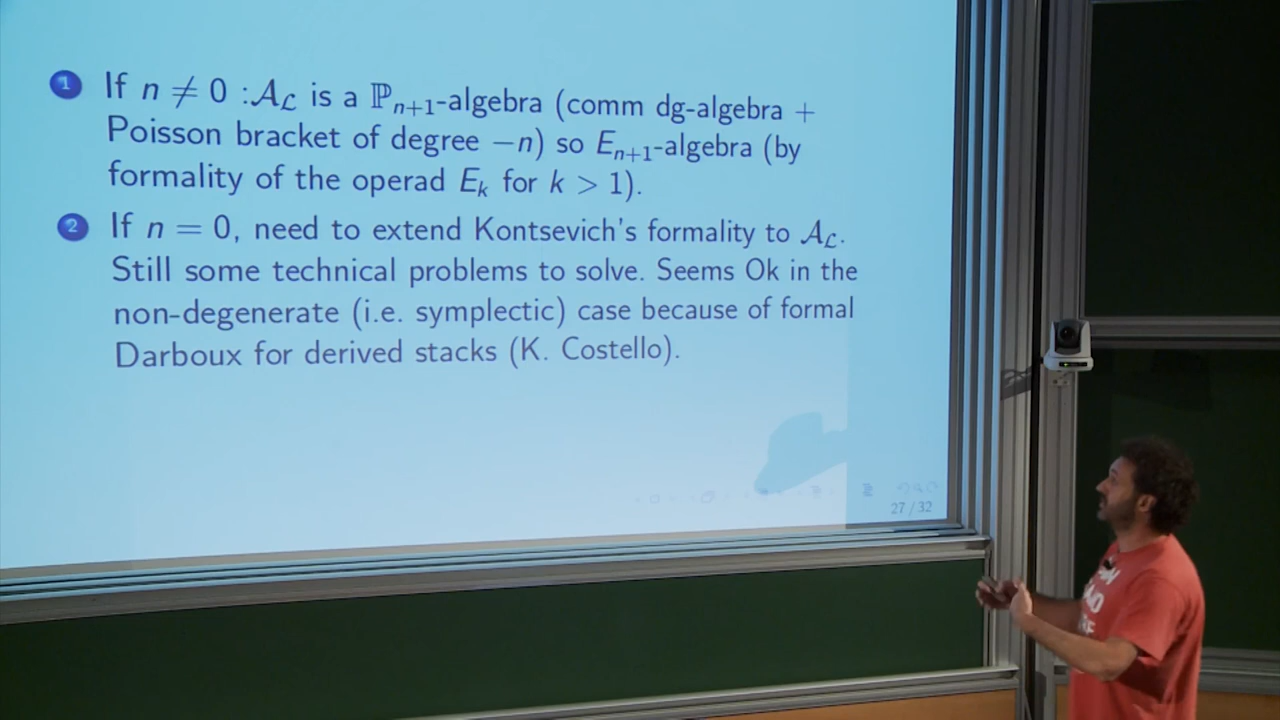 1 If n ≠ 0 : 𝒜_ℒ is a ℙ_{n+1}-algebra (comm dg-algebra +
Poisson bracket of degree −n) so E_{n+1}-algebra (by
formality of the operad E_k for k > 1).
2 If n = 0, need to extend Kontsevich's formality to 𝒜_ℒ.
Still some technical problems to solve. Seems Ok in the
non-degenerate (i.e. symplectic) case because of formal
Darboux for derived stacks (K. Costello).
27 / 32